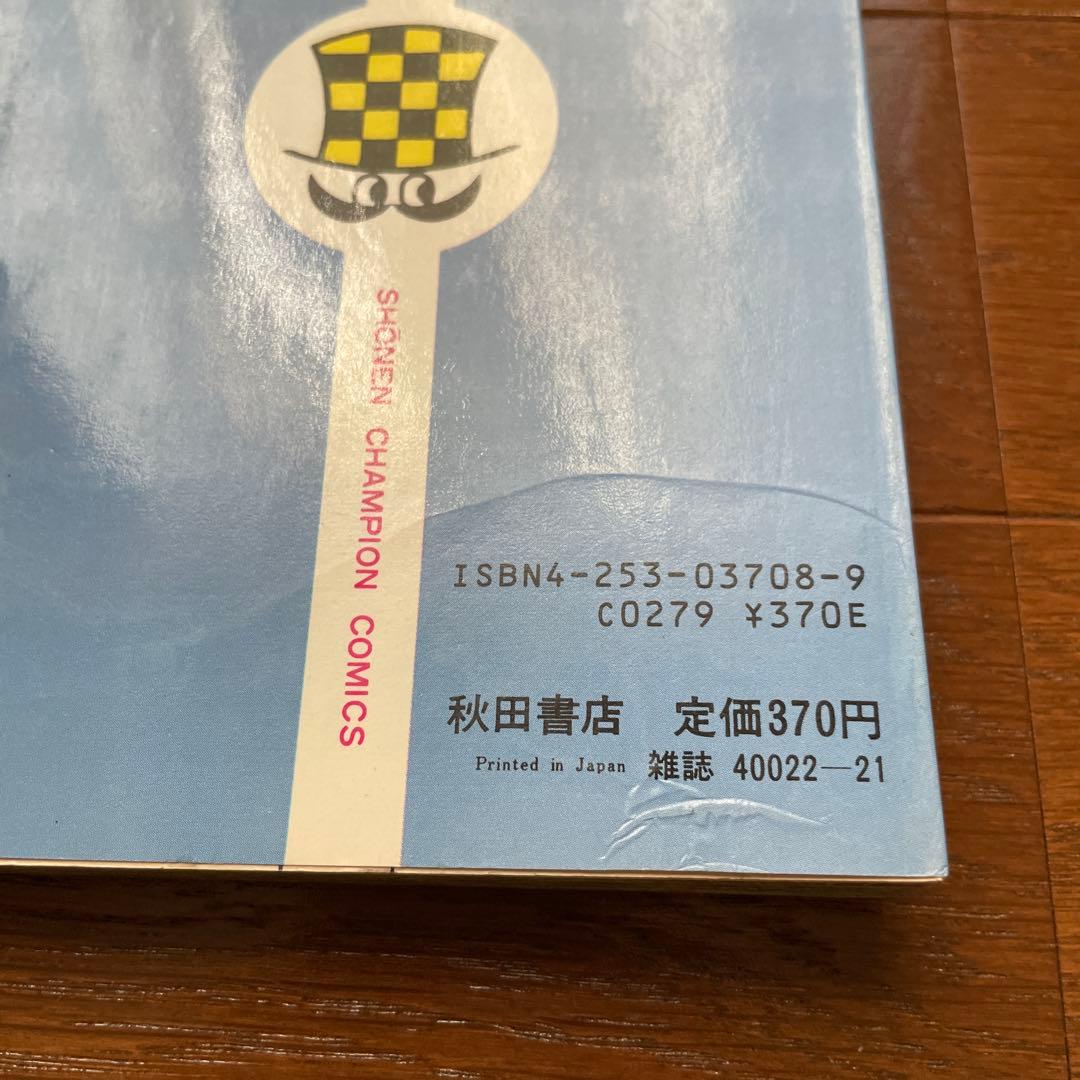 SHŌNEN CHAMPION COMICS
ISBN4-253-03708-9
C0279 ¥370E
秋田書店 定価370円
Printed in Japan 雑誌 40022—21